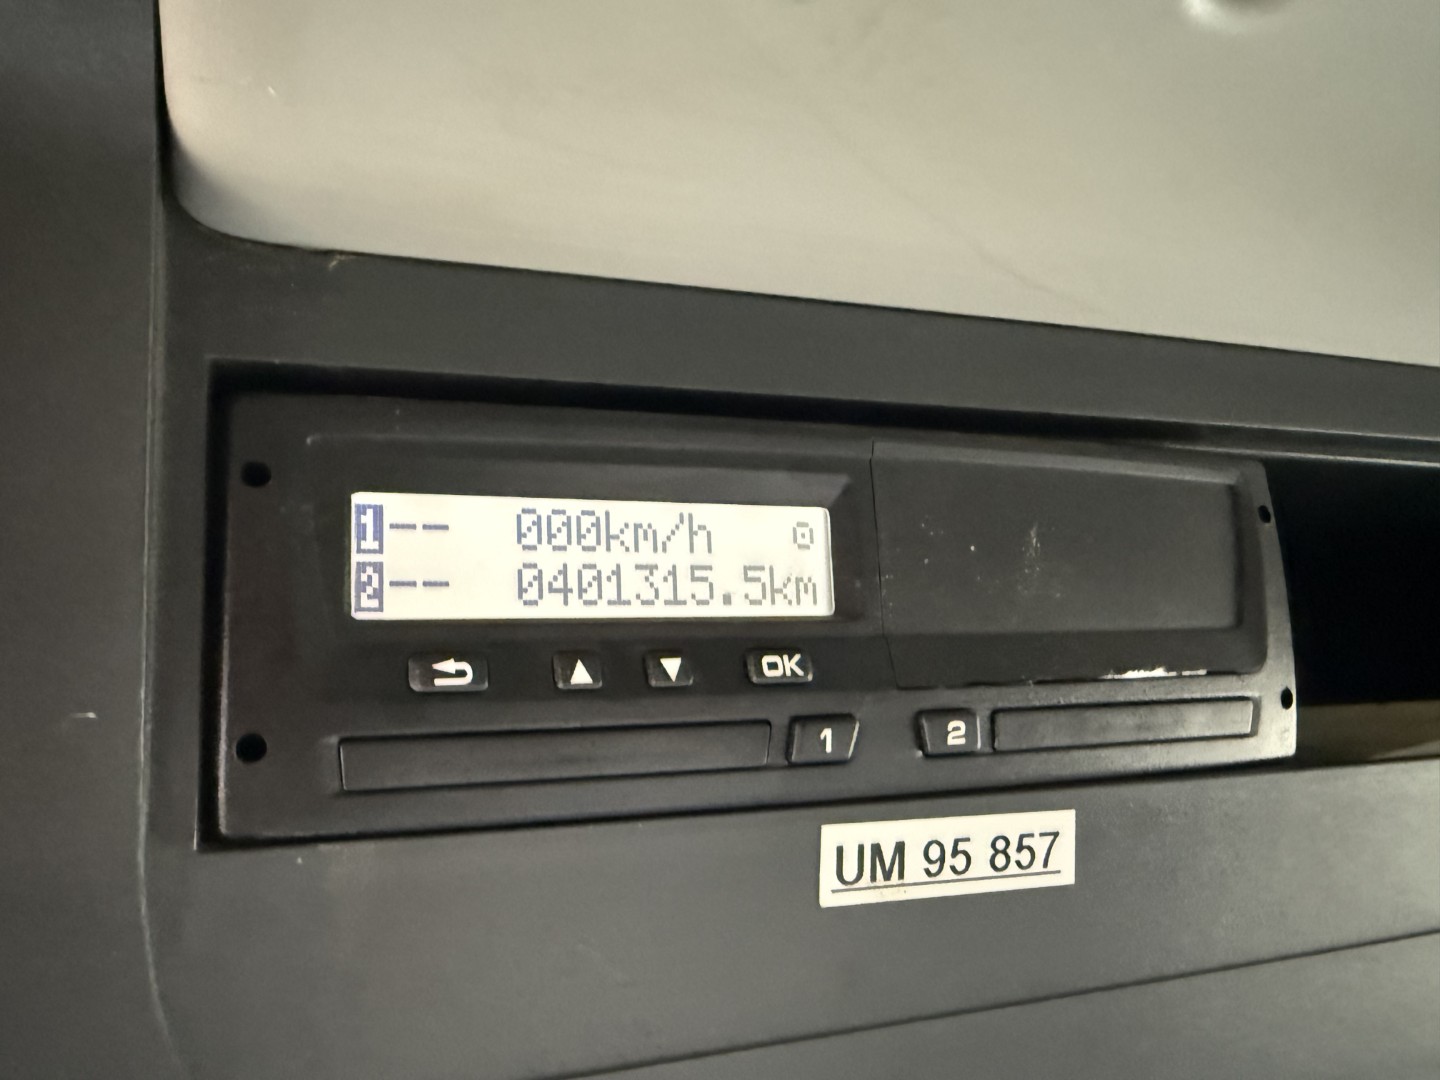 1-- 000km/h o
2-- 0401315.5km
▲ ▼ OK
1 2
UM 95 857